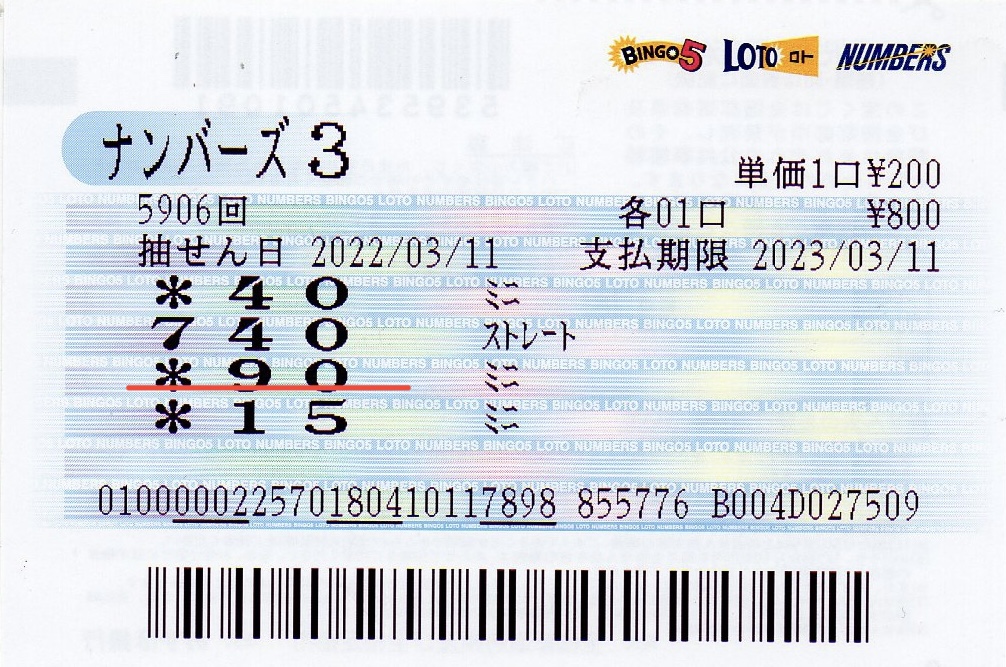 BINGO5 LOTO ロト NUMBERS
ナンバーズ3
単価1口¥200
5906回 各01口 ¥800
抽せん日 2022/03/11 支払期限 2023/03/11
*40 ミニ
740 ストレート
*90 ミニ
*15 ミニ
010000022570180410117898 855776 B004D027509